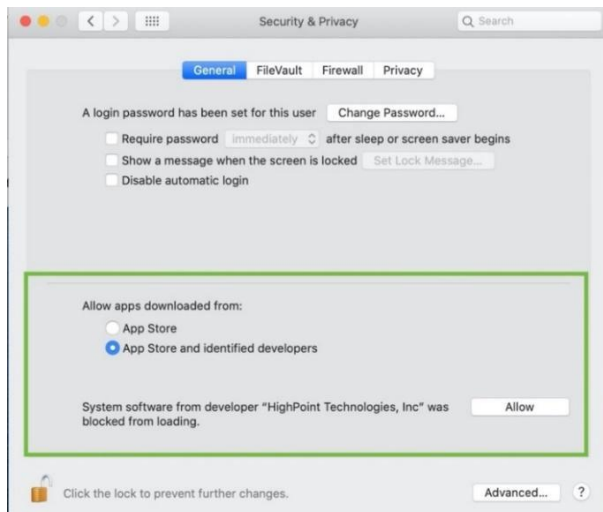 Security & Privacy
Search
General FileVault Firewall Privacy
A login password has been set for this user Change Password...
Require password immediately after sleep or screen saver begins
Show a message when the screen is locked Set Lock Message...
Disable automatic login
Allow apps downloaded from:
App Store
App Store and identified developers
System software from developer “HighPoint Technologies, Inc” was Allow
blocked from loading.
Click the lock to prevent further changes. Advanced... ?